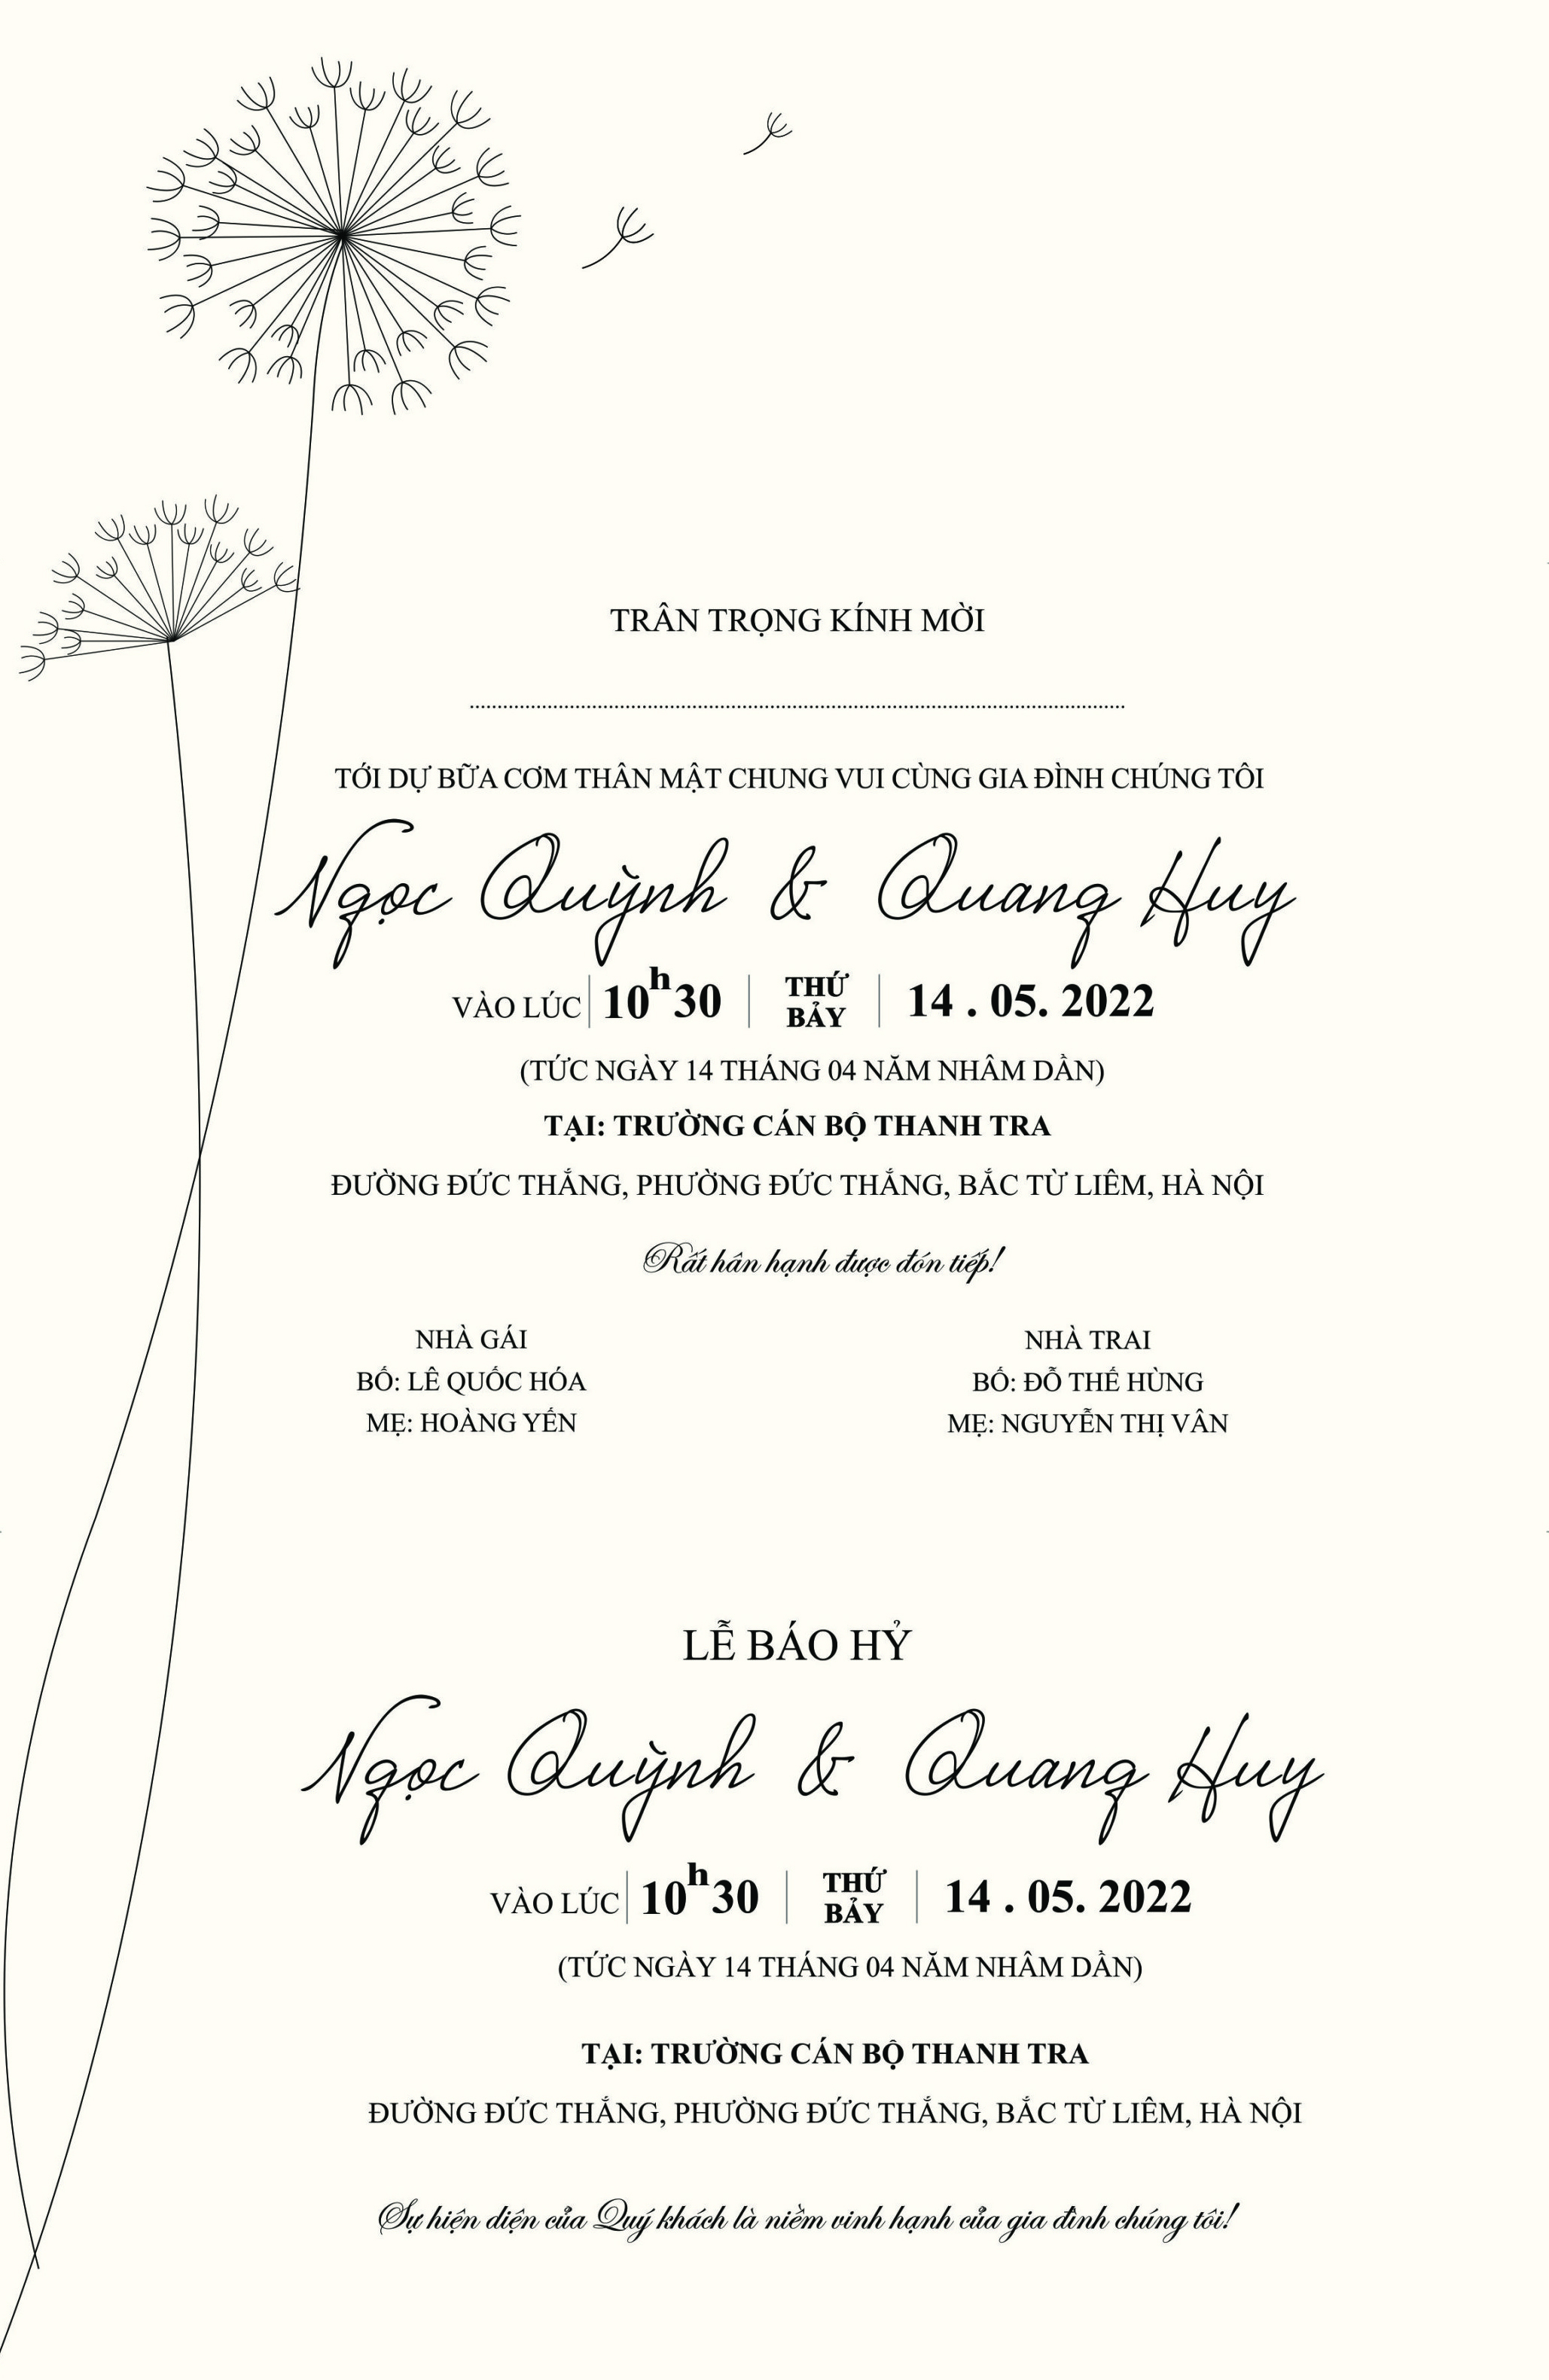 TRÂN TRỌNG KÍNH MỜI
TỚI DỰ BỮA CƠM THÂN MẬT CHUNG VUI CÙNG GIA ĐÌNH CHÚNG TÔI
Ngọc Quỳnh & Quang Huy
VÀO LÚC 10h30 THỨ BẢY 14 . 05. 2022
(TỨC NGÀY 14 THÁNG 04 NĂM NHÂM DẦN)
TẠI: TRƯỜNG CÁN BỘ THANH TRA
ĐƯỜNG ĐỨC THẮNG, PHƯỜNG ĐỨC THẮNG, BẮC TỪ LIÊM, HÀ NỘI
Rất hân hạnh được đón tiếp!
NHÀ GÁI
BỐ: LÊ QUỐC HÓA
MẸ: HOÀNG YẾN
NHÀ TRAI
BỐ: ĐỖ THẾ HÙNG
MẸ: NGUYỄN THỊ VÂN
LỄ BÁO HỶ
Ngọc Quỳnh & Quang Huy
VÀO LÚC 10h30 THỨ BẢY 14 . 05. 2022
(TỨC NGÀY 14 THÁNG 04 NĂM NHÂM DẦN)
TẠI: TRƯỜNG CÁN BỘ THANH TRA
ĐƯỜNG ĐỨC THẮNG, PHƯỜNG ĐỨC THẮNG, BẮC TỪ LIÊM, HÀ NỘI
Sự hiện diện của Quý khách là niềm vinh hạnh của gia đình chúng tôi!